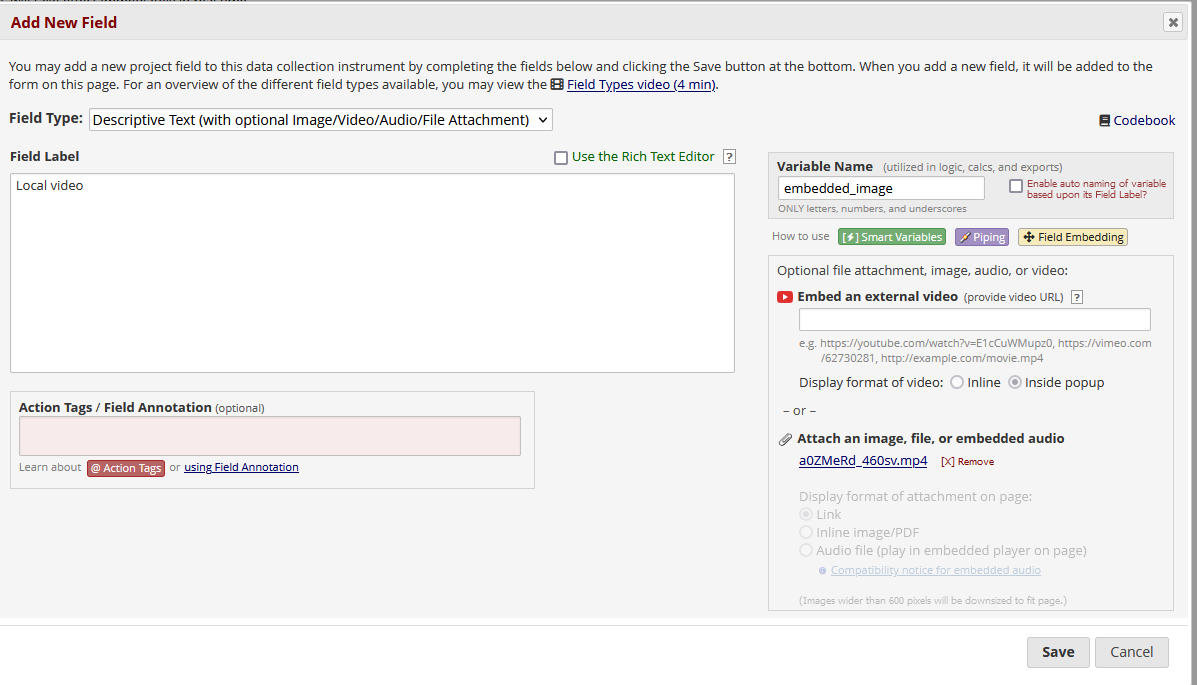 Add New Field
You may add a new project field to this data collection instrument by completing the fields below and clicking the Save button at the bottom. When you add a new field, it will be added to the
form on this page. For an overview of the different field types available, you may view the Field Types video (4 min).
Field Type: Descriptive Text (with optional Image/Video/Audio/File Attachment)
Codebook
Field Label
Use the Rich Text Editor ?
Local video
Action Tags / Field Annotation (optional)
Learn about @ Action Tags or using Field Annotation
Variable Name (utilized in logic, calcs, and exports)
embedded_image
Enable auto naming of variable
based upon its Field Label?
ONLY letters, numbers, and underscores
How to use [⚡] Smart Variables Piping Field Embedding
Optional file attachment, image, audio, or video:
Embed an external video (provide video URL) ?
e.g. https://youtube.com/watch?v=E1cCuWMupz0, https://vimeo.com
/62730281, http://example.com/movie.mp4
Display format of video: Inline Inside popup
– or –
Attach an image, file, or embedded audio
a0ZMeRd_460sv.mp4 [X] Remove
Display format of attachment on page:
Link
Inline image/PDF
Audio file (play in embedded player on page)
Compatibility notice for embedded audio
(Images wider than 600 pixels will be downsized to fit page.)
Save Cancel